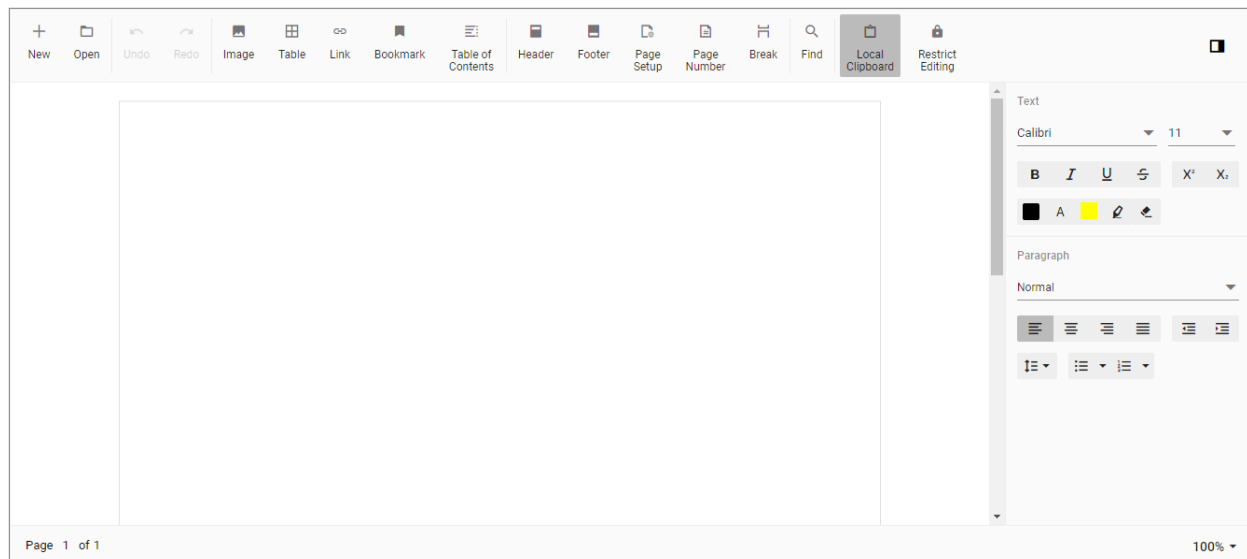 New Open Undo Redo Image Table Link Bookmark Table of Contents Header Footer Page Setup Page Number Break Find Local Clipboard Restrict Editing
Text
Calibri 11
B I U S X² X₂
A
Paragraph
Normal
Page 1 of 1
100%